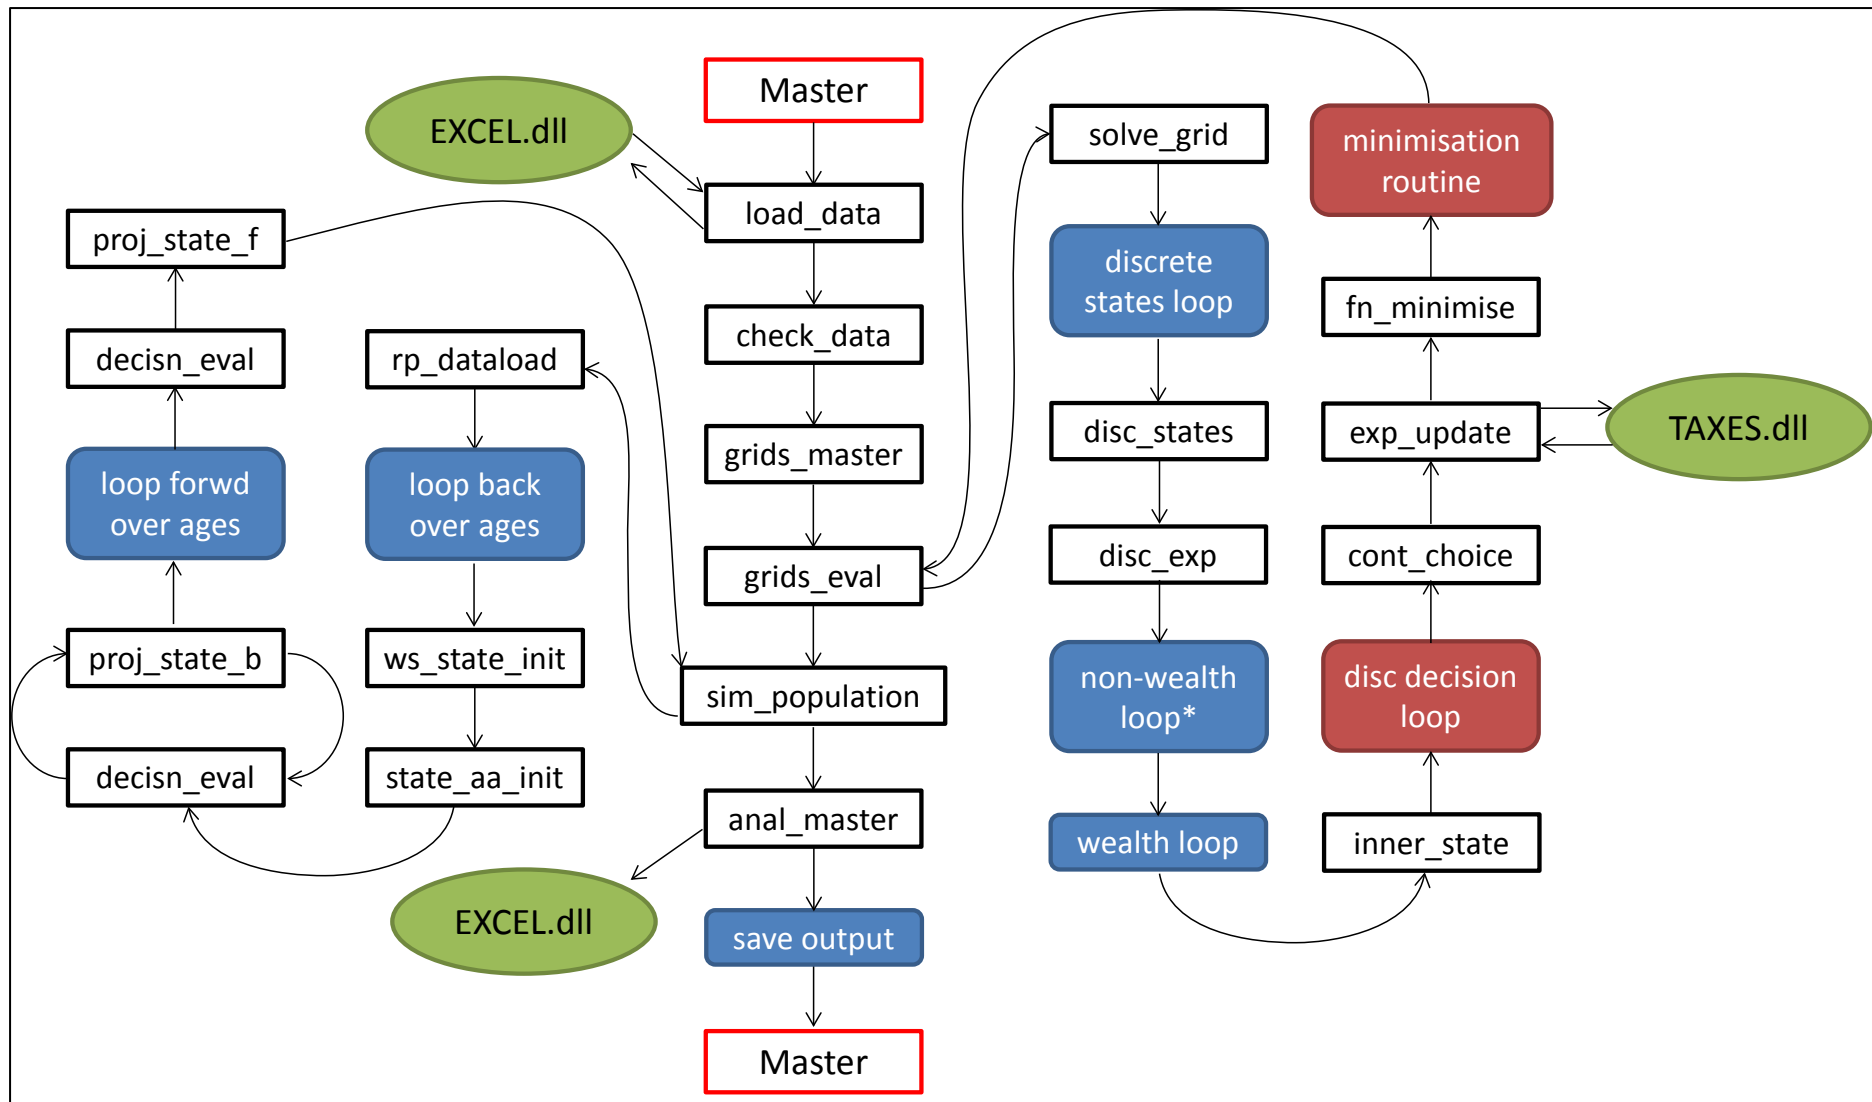 Master
EXCEL.dll
load_data
check_data
grids_master
grids_eval
sim_population
anal_master
EXCEL.dll
save output
Master
proj_state_f
decisn_eval
loop forwd
over ages
proj_state_b
decisn_eval
rp_dataload
loop back
over ages
ws_state_init
state_aa_init
solve_grid
discrete
states loop
disc_states
disc_exp
non-wealth
loop*
wealth loop
minimisation
routine
fn_minimise
exp_update
TAXES.dll
cont_choice
disc decision
loop
inner_state